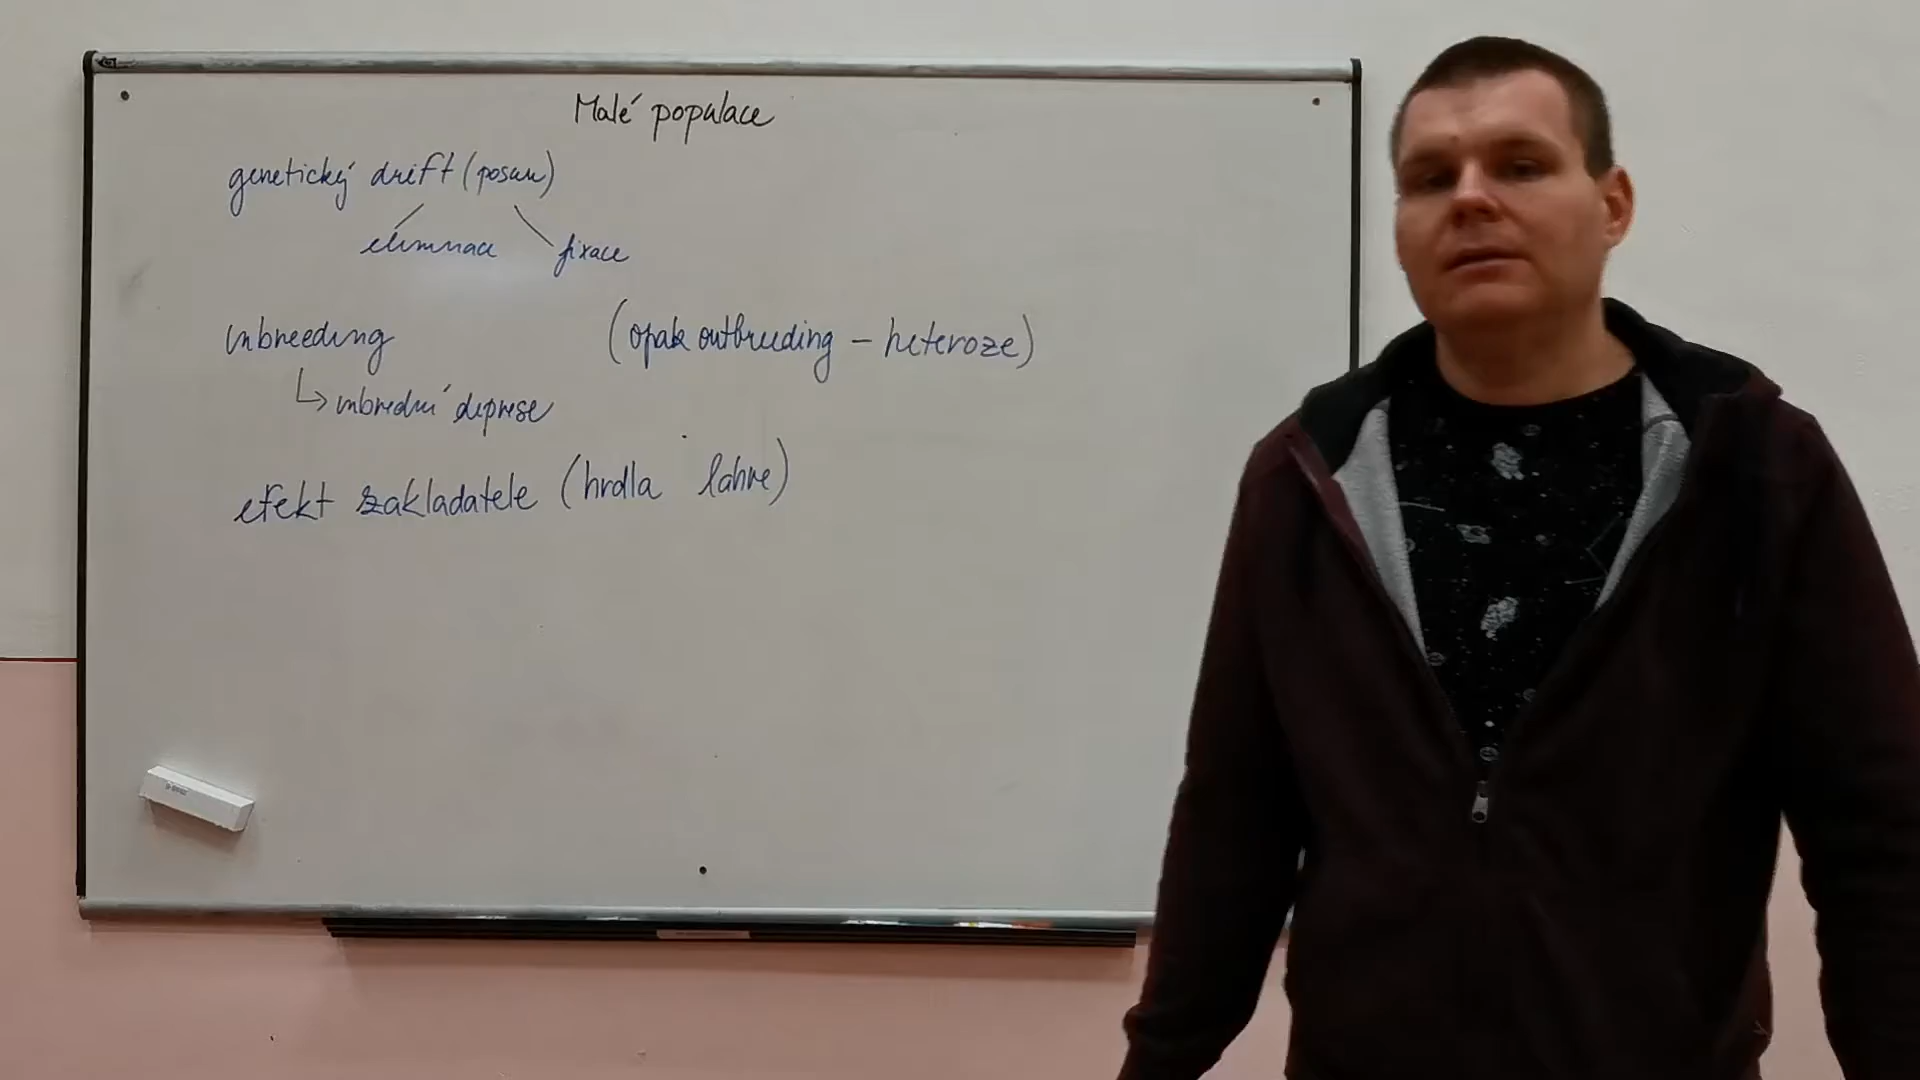 Malé populace
genetický drift (posun)
eliminace fixace
inbreeding (opak outbreeding – heteroze)
↳ inbrední deprese
efekt zakladatele (hrdla lahve)